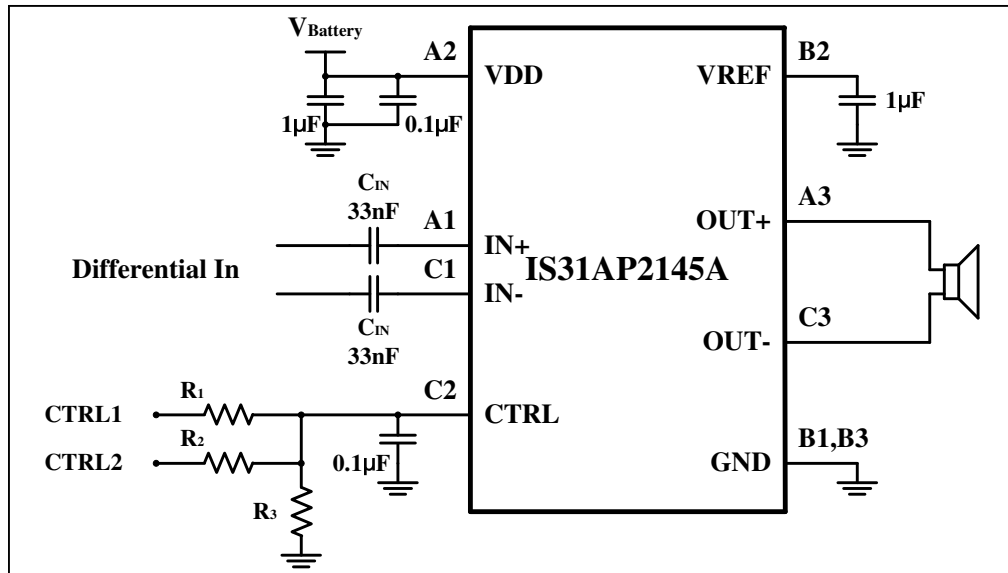 VBattery
A2
VDD
1µF
0.1µF
CIN
33nF
A1
IN+
Differential In
C1
IN-
CIN
33nF
IS31AP2145A
B2
VREF
1µF
A3
OUT+
C3
OUT-
R1
C2
CTRL1
CTRL
R2
CTRL2
0.1µF
R3
B1,B3
GND